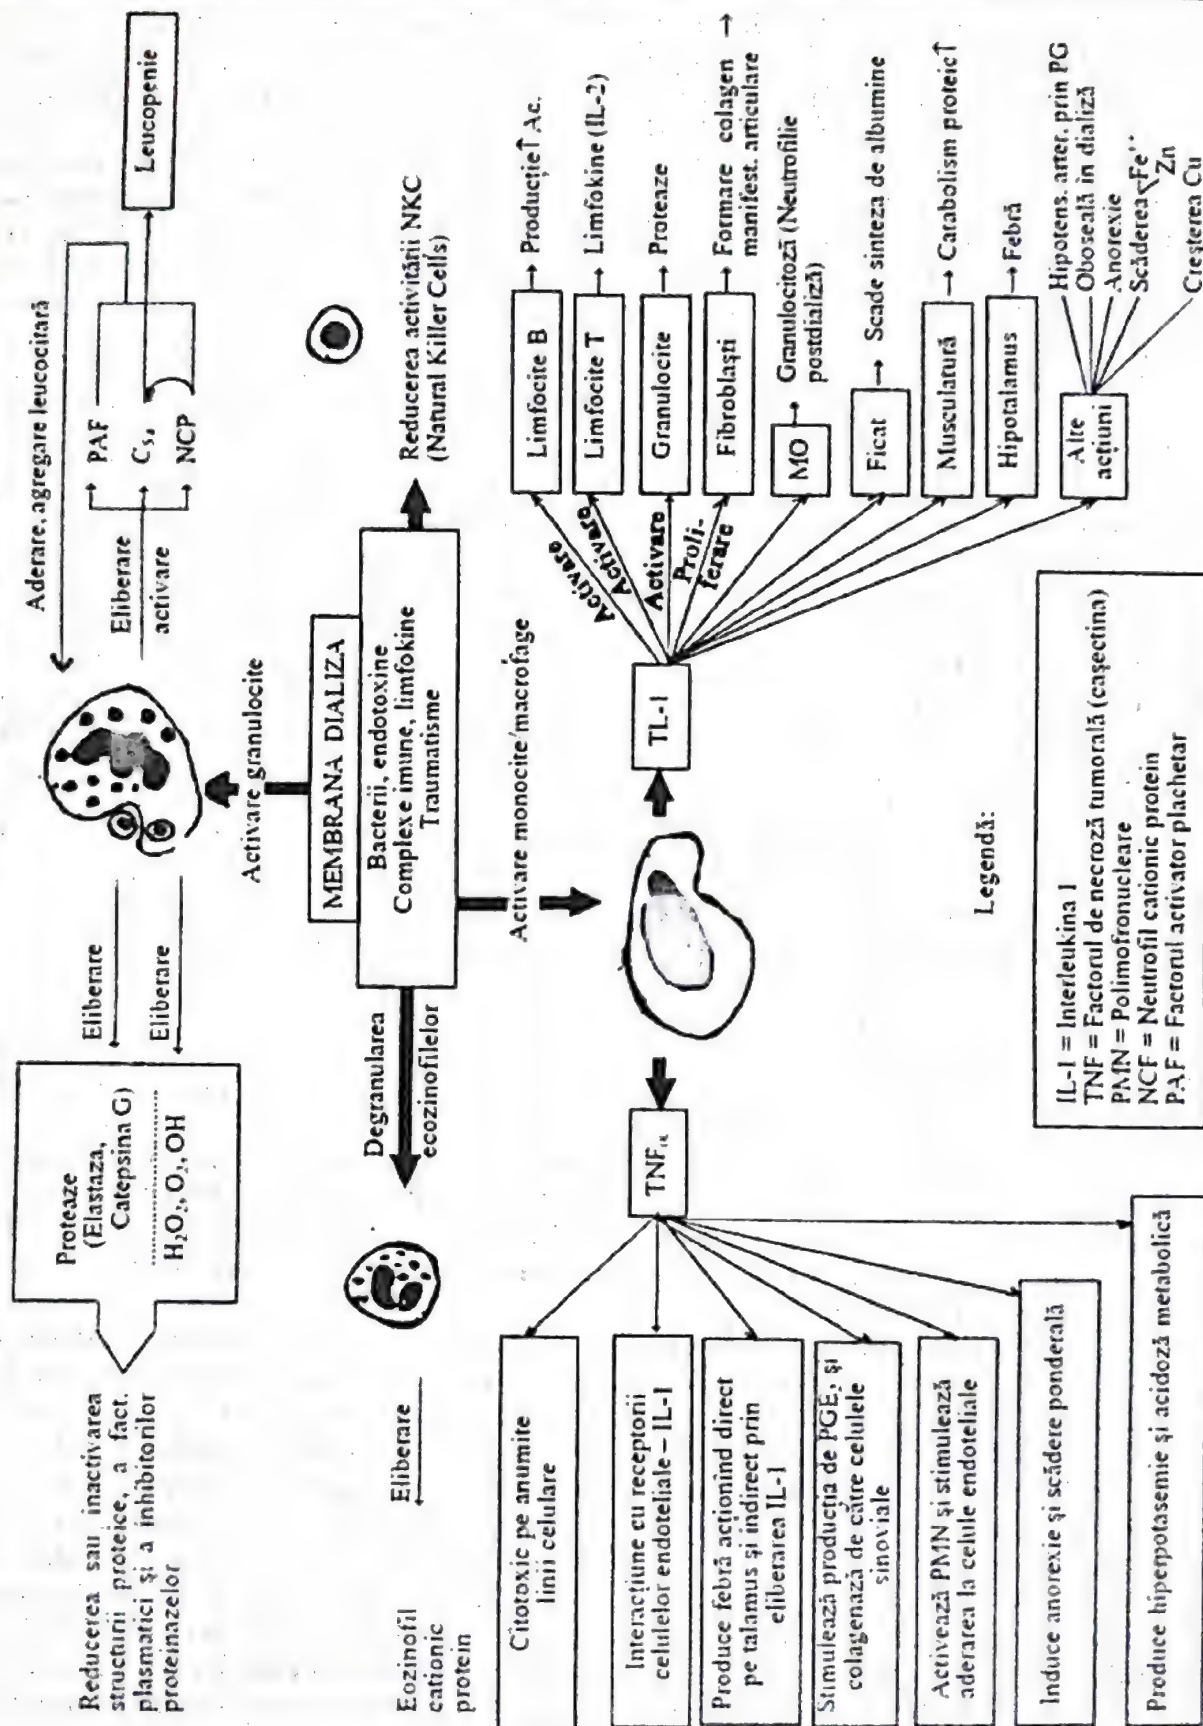 Reducerea sau inactivarea
structurii proteice, a fact.
plasmatici şi a inhibitorilor
proteinazelor
Proteaze
(Elastaza,
Catepsina G)
H₂O₂, O₂, OH
Eliberare
Eliberare
Aderare, agregare leucocitară
Eliberare
activare
PAF
C₅ₐ
NCP
Leucopenie
Activare granulocite
MEMBRANA DIALIZA
Bacterii, endotoxine
Complexe imune, limfokine
Traumatisme
Reducerea activităţii NKC
(Natural Killer Cells)
Degranularea
ecozinofilelor
Eliberare
Eozinofil
cationic
protein
Activare monocite/macrofage
TNFα
TL-1
Citotoxic pe anumite
linii celulare
Interacţiune cu receptorii
celulelor endoteliale – IL-1
Produce febră acţionînd direct
pe talamus şi indirect prin
eliberarea IL-1
Stimulează producţia de PGE, şi
colagenază de către celulele
sinoviale
Activează PMN şi stimulează
aderarea la celule endoteliale
Induce anorexie şi scădere ponderală
Produce hiperpotasemie şi acidoză metabolică
Activare
Activare
Activare
Proli-
ferare
Limfocite B → Producţie↑ Ac.
Limfocite T → Limfokine (IL-2)
Granulocite → Proteaze
Fibroblaşti → Formare colagen →
manifest. articulare
MO → Granulocitoză (Neutrofilie
postdializă)
Ficat → Scade sinteza de albumine
Musculatură → Catabolism proteic↑
Hipotalamus → Febră
Alte
acţiuni
Hipotens. arter. prin PG
Oboseală în dializă
Anorexie
Scăderea Fe⁺⁺
Zn
Creşterea Cu
Legendă:
IL-1 = Interleukina 1
TNF = Factorul de necroză tumorală (caşectina)
PMN = Polimofronucleare
NCF = Neutrofil cationic protein
PAF = Factorul activator plachetar